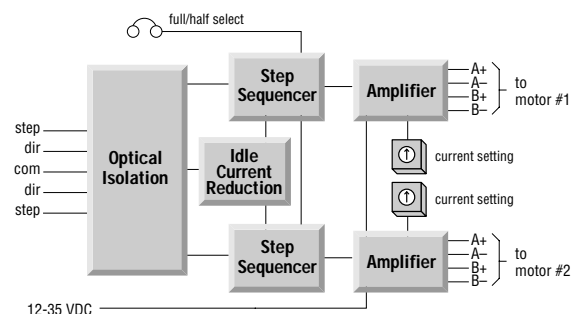 full/half select
Step
Sequencer
Amplifier
A+
A–
B+
B–
to
motor #1
step
dir
com
dir
step
Optical
Isolation
Idle
Current
Reduction
current setting
current setting
Step
Sequencer
Amplifier
A+
A–
B+
B–
to
motor #2
12-35 VDC